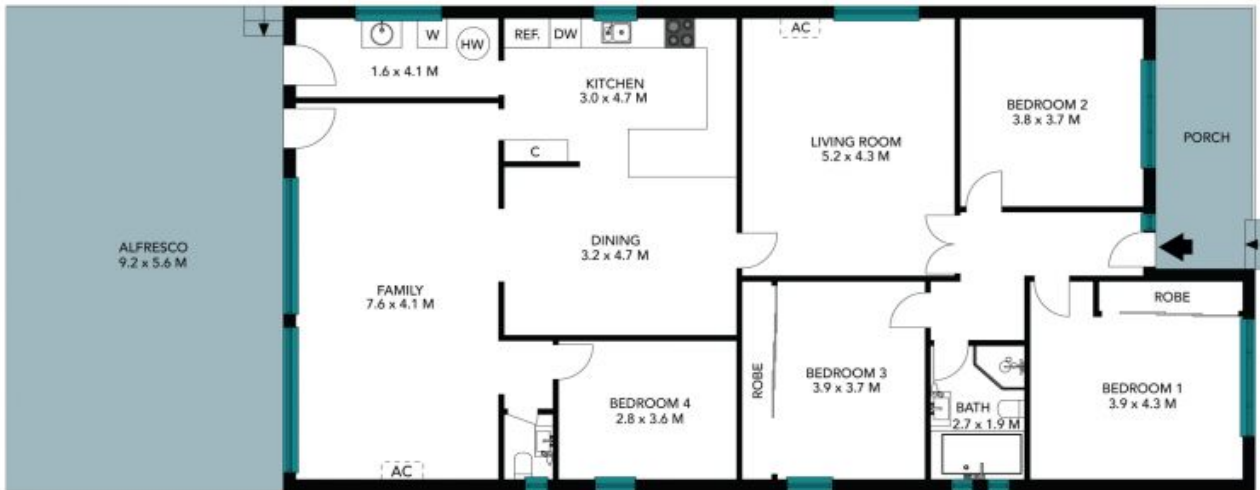 W
HW
1.6 x 4.1 M
REF.
DW
KITCHEN
3.0 x 4.7 M
C
AC
LIVING ROOM
5.2 x 4.3 M
BEDROOM 2
3.8 x 3.7 M
PORCH
ALFRESCO
9.2 x 5.6 M
FAMILY
7.6 x 4.1 M
AC
DINING
3.2 x 4.7 M
BEDROOM 4
2.8 x 3.6 M
ROBE
BEDROOM 3
3.9 x 3.7 M
BATH
2.7 x 1.9 M
ROBE
BEDROOM 1
3.9 x 4.3 M